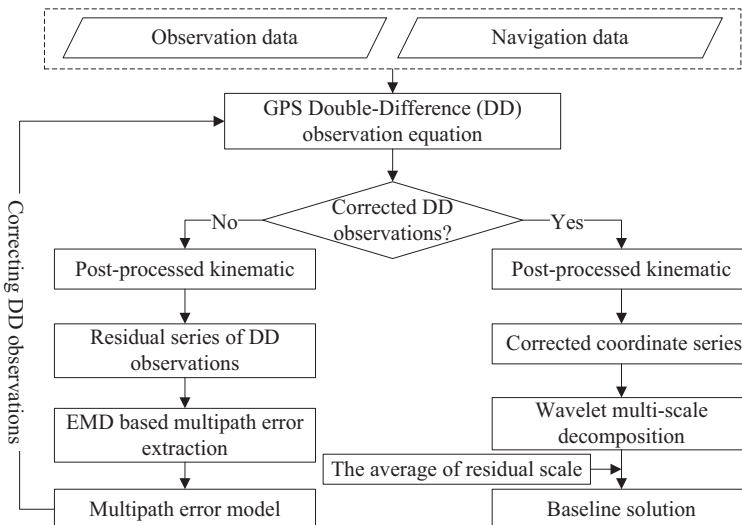 Observation data
Navigation data
GPS Double-Difference (DD)
observation equation
Corrected DD
observations?
No
Yes
Post-processed kinematic
Residual series of DD
observations
EMD based multipath error
extraction
Multipath error model
Correcting DD
observations
Post-processed kinematic
Corrected coordinate series
Wavelet multi-scale
decomposition
The average of residual scale
Baseline solution